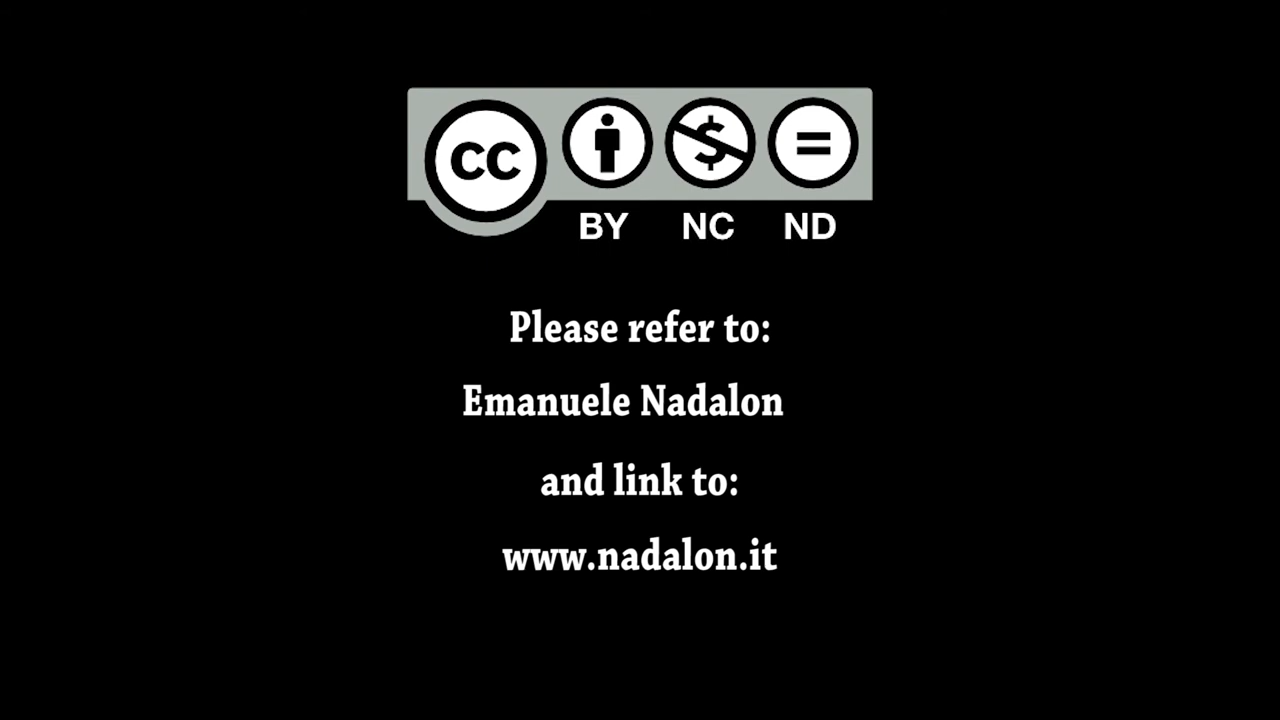 CC
BY NC ND
Please refer to:
Emanuele Nadalon
and link to:
www.nadalon.it